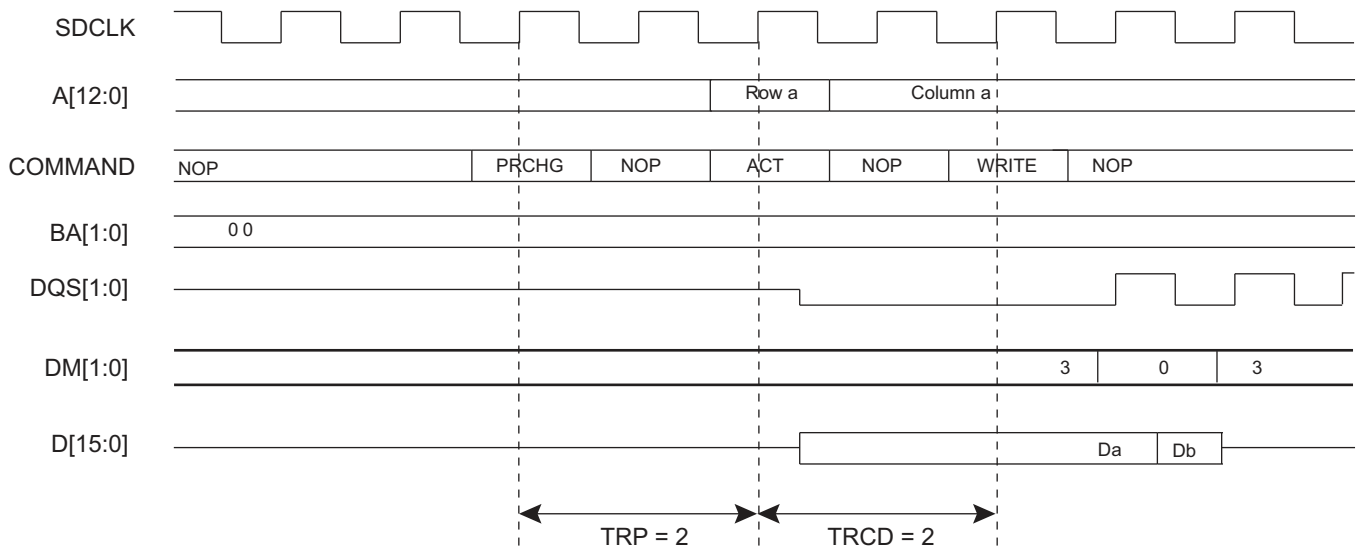 SDCLK
A[12:0] Row a Column a
COMMAND NOP PRCHG NOP ACT NOP WRITE NOP
BA[1:0] 0 0
DQS[1:0]
DM[1:0] 3 0 3
D[15:0] Da Db
TRP = 2 TRCD = 2